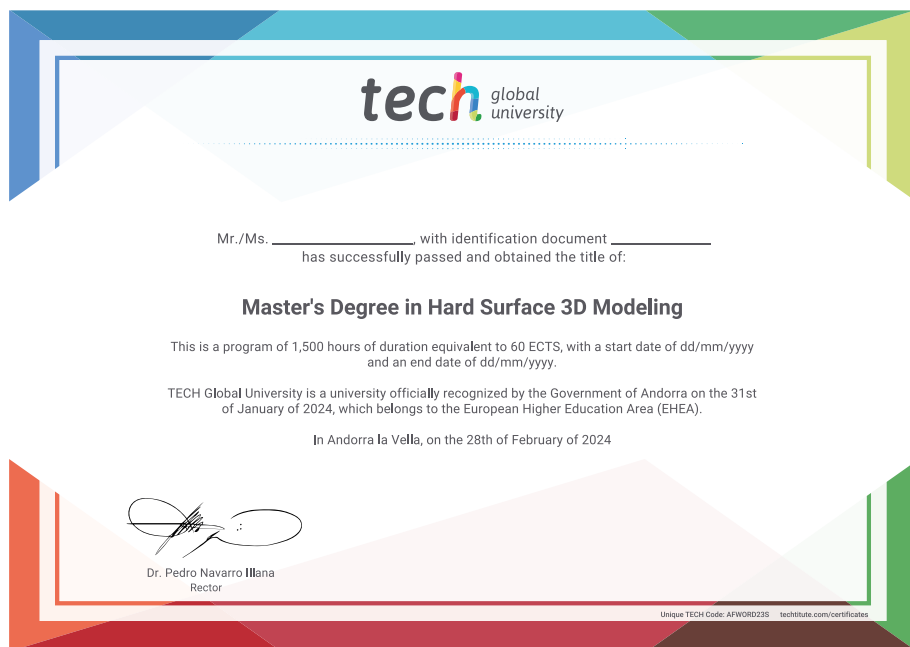 tech global
university
Mr./Ms. ______________, with identification document __________
has successfully passed and obtained the title of:
Master's Degree in Hard Surface 3D Modeling
This is a program of 1,500 hours of duration equivalent to 60 ECTS, with a start date of dd/mm/yyyy
and an end date of dd/mm/yyyy.
TECH Global University is a university officially recognized by the Government of Andorra on the 31st
of January of 2024, which belongs to the European Higher Education Area (EHEA).
In Andorra la Vella, on the 28th of February of 2024
Dr. Pedro Navarro Illana
Rector
Unique TECH Code: AFWORD23S techtitute.com/certificates